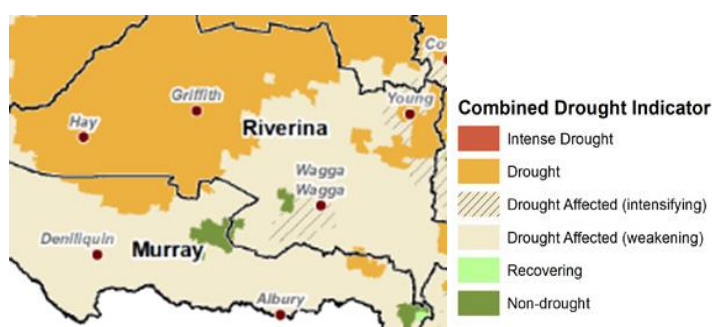 Co
Griffith
Young
Hay
Riverina
Wagga
Wagga
Deniliquin
Murray
Albury
Combined Drought Indicator
Intense Drought
Drought
Drought Affected (intensifying)
Drought Affected (weakening)
Recovering
Non-drought